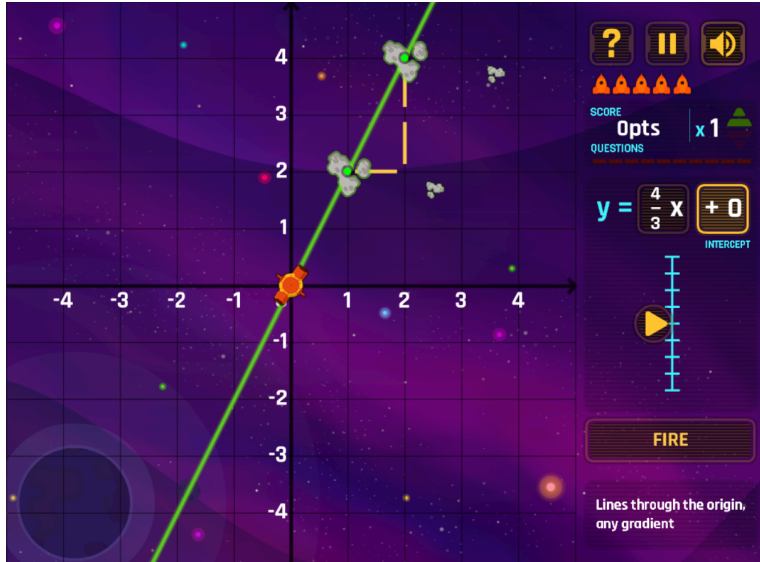 4
3
2
1
-4 -3 -2 -1 1 2 3 4
-1
-2
-3
-4
?
SCORE
0pts
x 1
QUESTIONS
y = 4/3 x + 0
INTERCEPT
FIRE
Lines through the origin,
any gradient